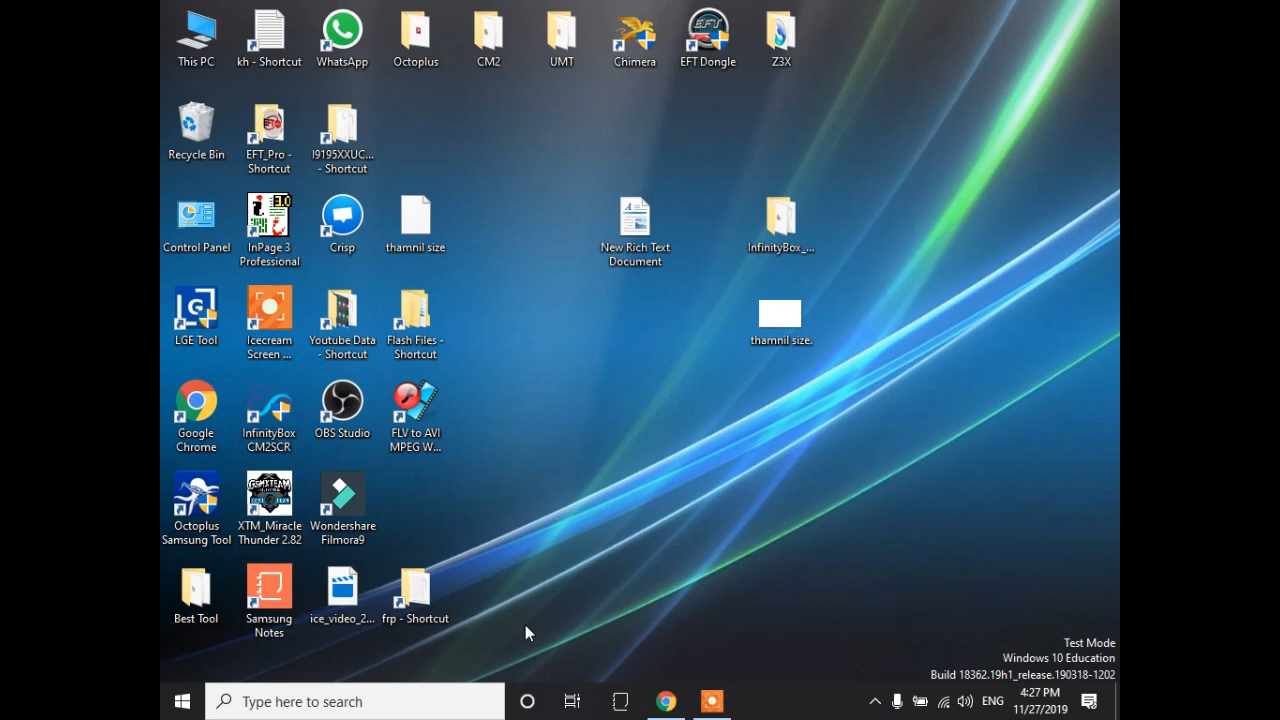 This PC
kh - Shortcut
WhatsApp
Octoplus
CM2
UMT
Chimera
EFT Dongle
Z3X
Recycle Bin
EFT_Pro -
Shortcut
I9195XXUC...
- Shortcut
Control Panel
InPage 3
Professional
Crisp
thamnil size
New Rich Text
Document
InfinityBox_...
LGE Tool
Icecream
Screen ...
Youtube Data
- Shortcut
Flash Files -
Shortcut
thamnil size.
Google
Chrome
InfinityBox
CM2SCR
OBS Studio
FLV to AVI
MPEG W...
Octoplus
Samsung Tool
XTM_Miracle
Thunder 2.82
Wondershare
Filmora9
Best Tool
Samsung
Notes
ice_video_2...
frp - Shortcut
Test Mode
Windows 10 Education
Build 18362.19h1_release.190318-1202
Type here to search
ENG
4:27 PM
11/27/2019